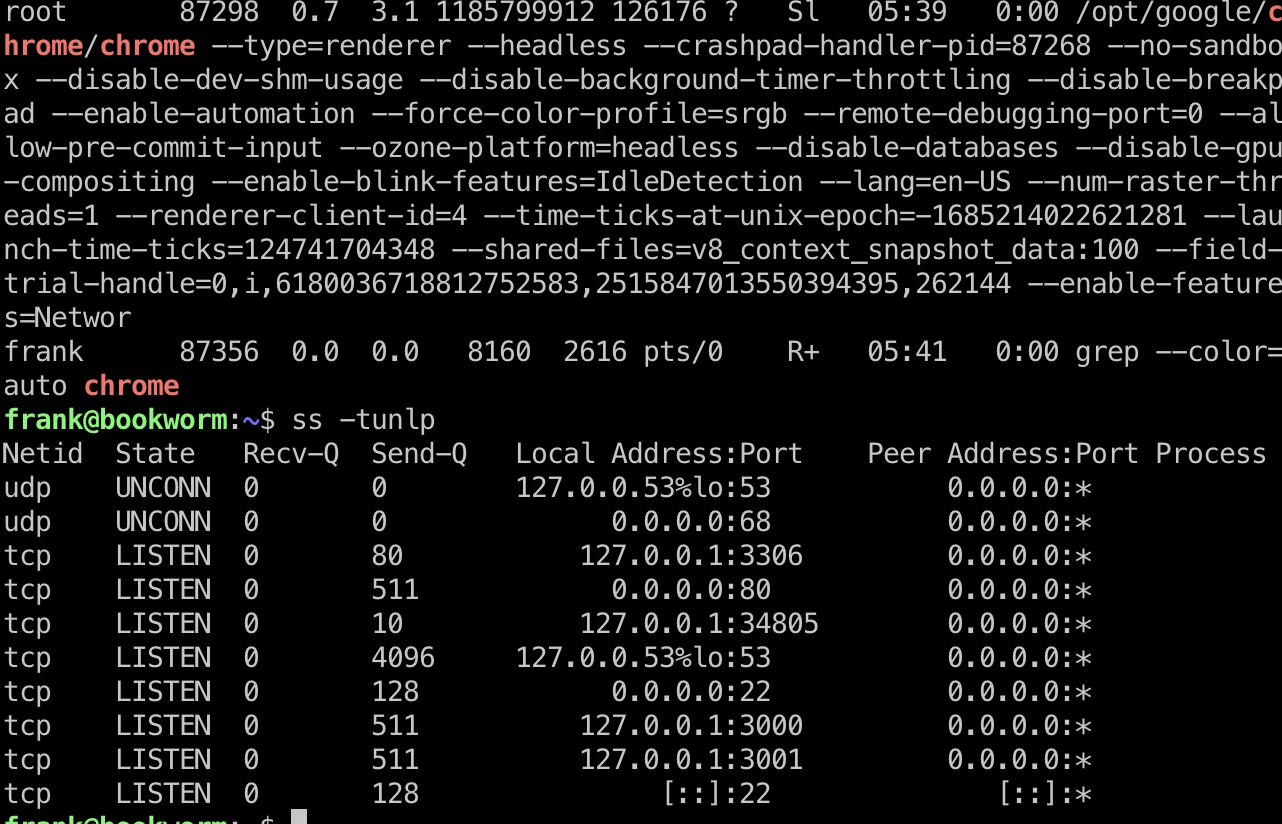 root       87298  0.7  3.1 1185799912 126176 ?   Sl   05:39   0:00 /opt/google/c
hrome/chrome --type=renderer --headless --crashpad-handler-pid=87268 --no-sandbo
x --disable-dev-shm-usage --disable-background-timer-throttling --disable-breakp
ad --enable-automation --force-color-profile=srgb --remote-debugging-port=0 --al
low-pre-commit-input --ozone-platform=headless --disable-databases --disable-gpu
-compositing --enable-blink-features=IdleDetection --lang=en-US --num-raster-thr
eads=1 --renderer-client-id=4 --time-ticks-at-unix-epoch=-1685214022621281 --lau
nch-time-ticks=124741704348 --shared-files=v8_context_snapshot_data:100 --field-
trial-handle=0,i,6180036718812752583,2515847013550394395,262144 --enable-feature
s=Networ
frank      87356  0.0  0.0   8160  2616 pts/0    R+   05:41   0:00 grep --color=
auto chrome
frank@bookworm:~$ ss -tunlp
Netid  State   Recv-Q  Send-Q   Local Address:Port    Peer Address:Port Process
udp    UNCONN  0       0        127.0.0.53%lo:53           0.0.0.0:*
udp    UNCONN  0       0              0.0.0.0:68           0.0.0.0:*
tcp    LISTEN  0       80           127.0.0.1:3306         0.0.0.0:*
tcp    LISTEN  0       511            0.0.0.0:80           0.0.0.0:*
tcp    LISTEN  0       10           127.0.0.1:34805        0.0.0.0:*
tcp    LISTEN  0       4096     127.0.0.53%lo:53           0.0.0.0:*
tcp    LISTEN  0       128            0.0.0.0:22           0.0.0.0:*
tcp    LISTEN  0       511          127.0.0.1:3000         0.0.0.0:*
tcp    LISTEN  0       511          127.0.0.1:3001         0.0.0.0:*
tcp    LISTEN  0       128               [::]:22              [::]:*
frank@bookworm:~$